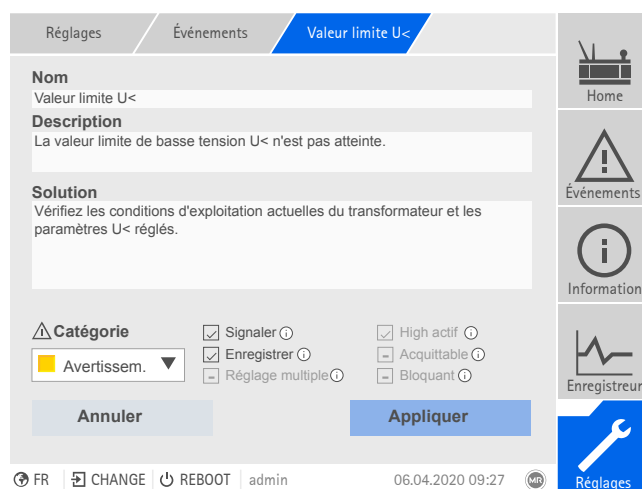 Réglages Événements Valeur limite U<
Nom
Valeur limite U<
Description
La valeur limite de basse tension U< n'est pas atteinte.
Solution
Vérifiez les conditions d'exploitation actuelles du transformateur et les
paramètres U< réglés.
Catégorie
Avertissem.
Signaler
Enregistrer
Réglage multiple
High actif
Acquittable
Bloquant
Annuler
Appliquer
FR CHANGE REBOOT admin 06.04.2020 09:27 MR
Home
Événements
Information
Enregistreur
Réglages